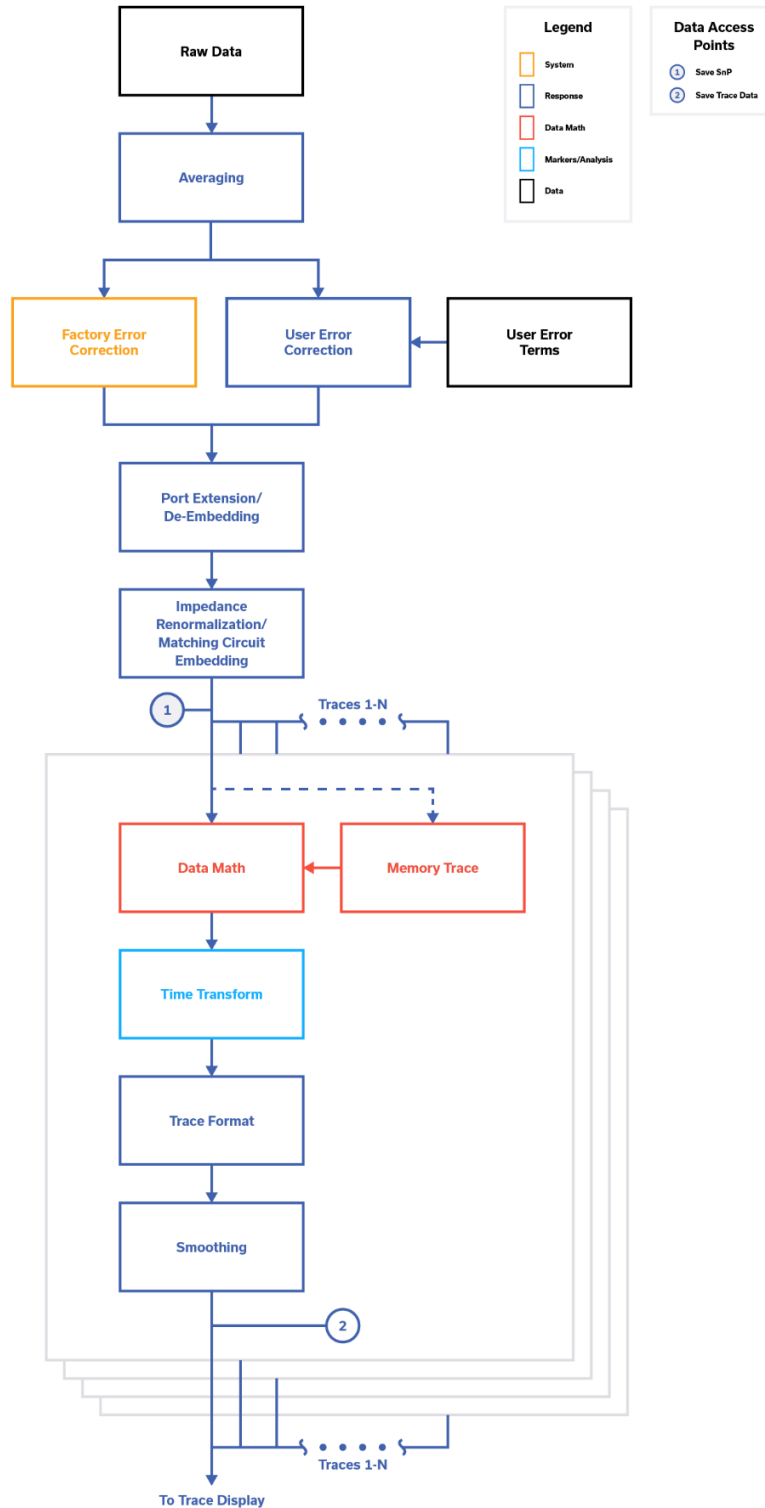 Raw Data
Legend
System
Response
Data Math
Markers/Analysis
Data
Data Access
Points
1 Save SnP
2 Save Trace Data
Averaging
Factory Error
Correction
User Error
Correction
User Error
Terms
Port Extension/
De-Embedding
Impedance
Renormalization/
Matching Circuit
Embedding
1
Traces 1-N
Data Math
Memory Trace
Time Transform
Trace Format
Smoothing
2
Traces 1-N
To Trace Display